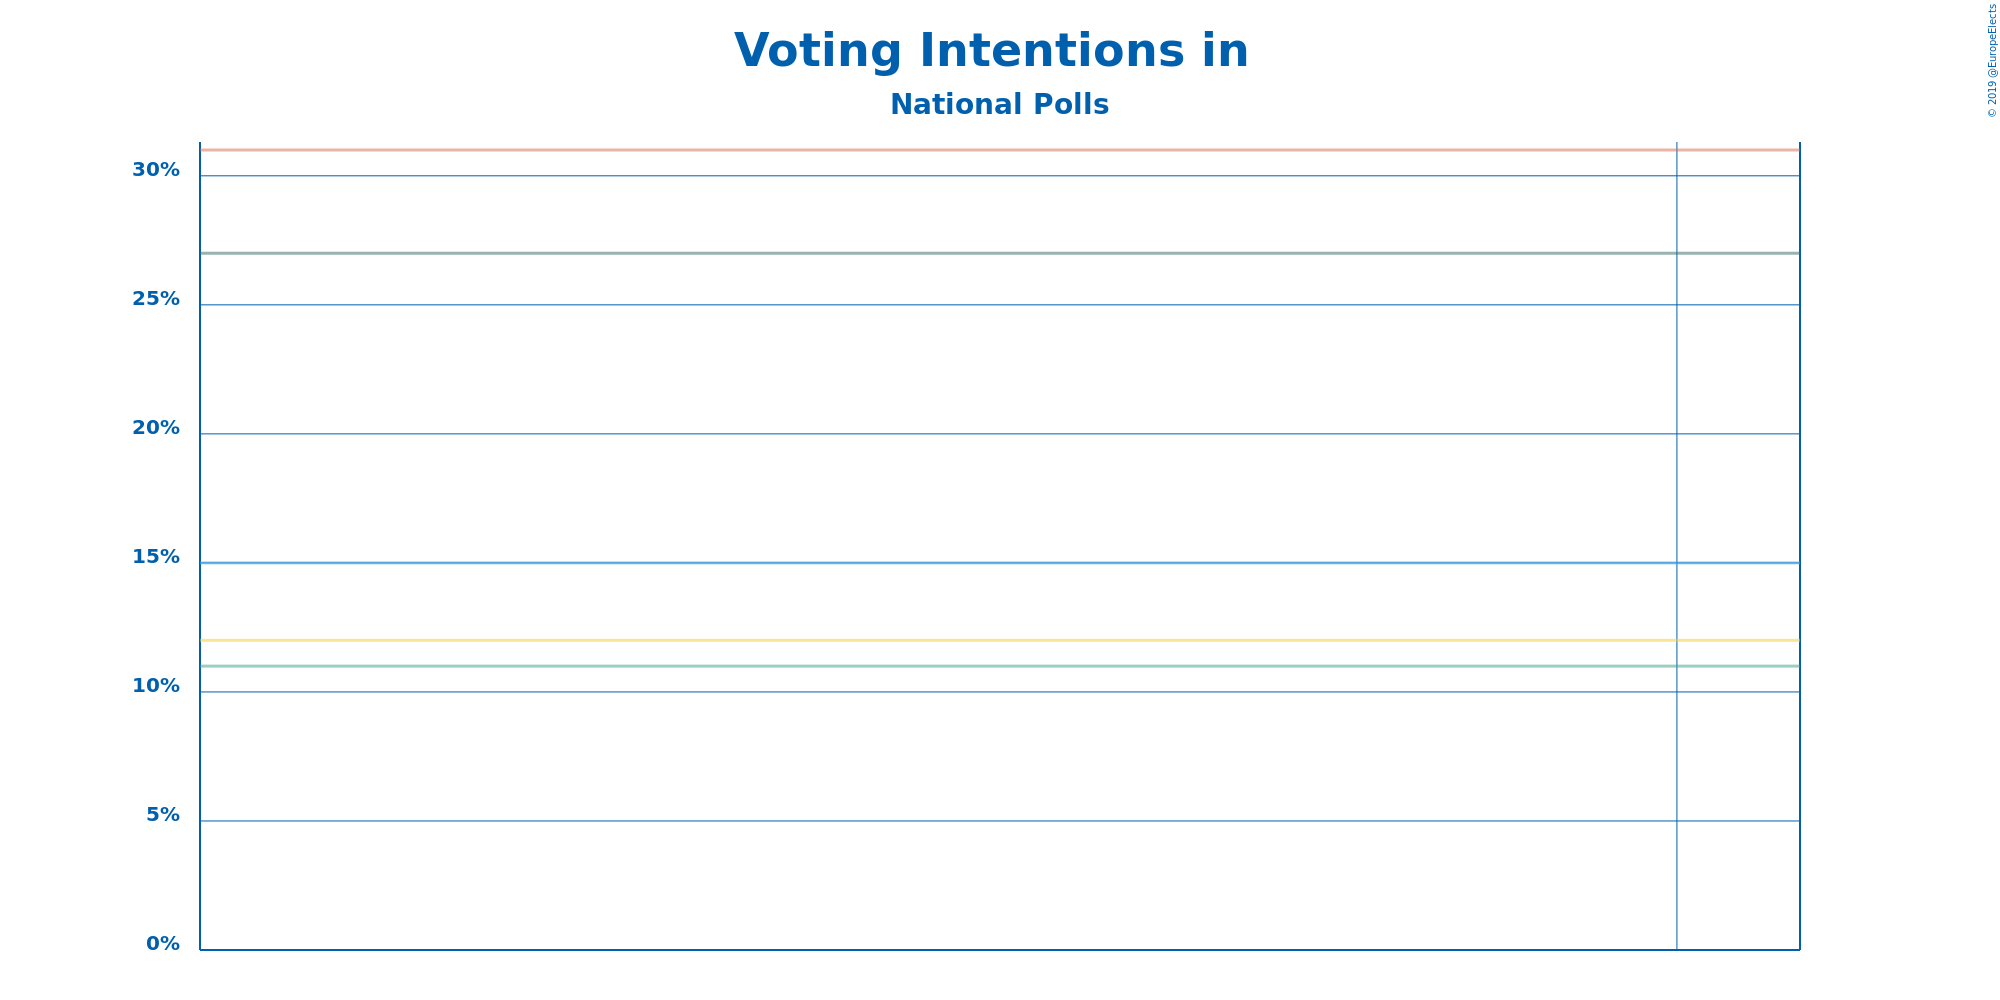 Voting Intentions in
National Polls
© 2019 @EuropeElects
30%
25%
20%
15%
10%
5%
0%